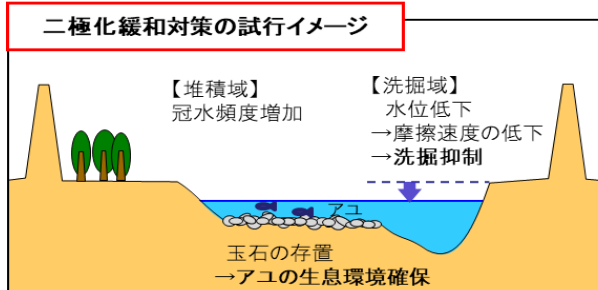 二極化緩和対策の試行イメージ
【堆積域】
冠水頻度増加
【洗掘域】
水位低下
→摩擦速度の低下
→洗掘抑制
アユ
玉石の存置
→アユの生息環境確保